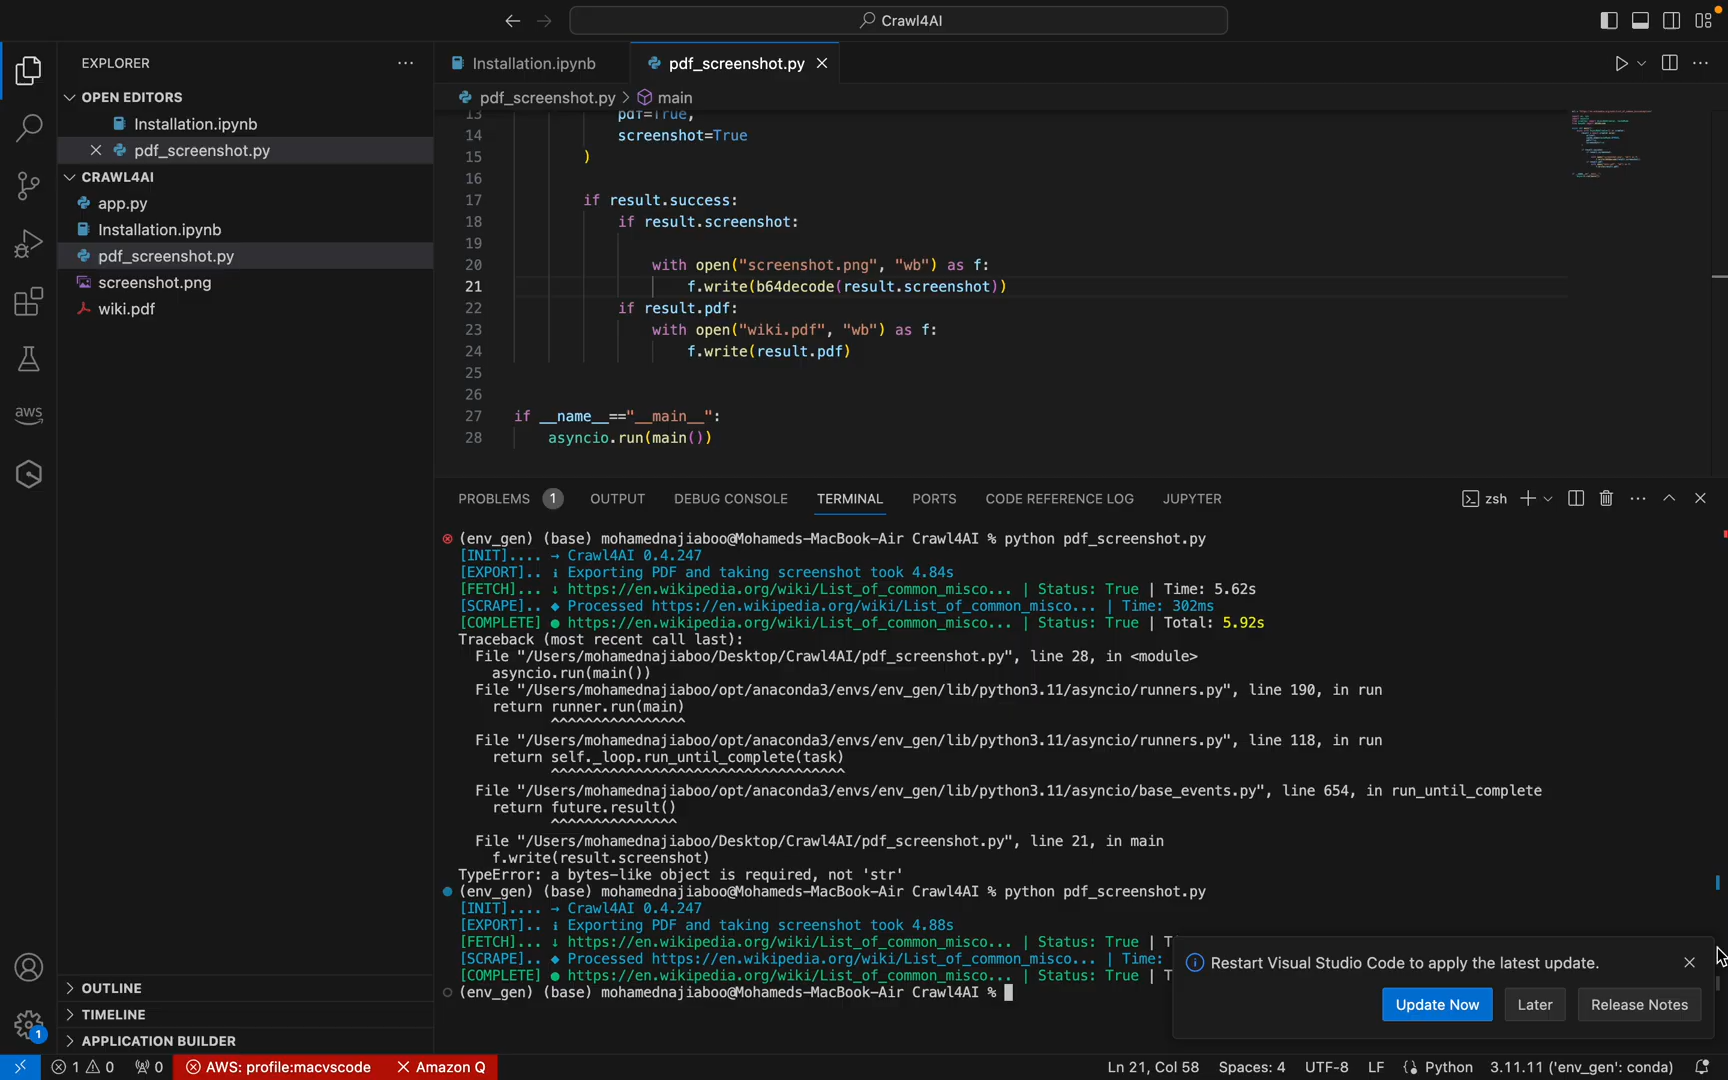 Crawl4AI
EXPLORER
OPEN EDITORS
Installation.ipynb
pdf_screenshot.py
CRAWL4AI
app.py
Installation.ipynb
pdf_screenshot.py
screenshot.png
wiki.pdf
aws
1
OUTLINE
TIMELINE
APPLICATION BUILDER
Installation.ipynb
pdf_screenshot.py
pdf_screenshot.py > main
13 pdf=True,
14 screenshot=True
15 )
16
17 if result.success:
18 if result.screenshot:
19
20 with open("screenshot.png", "wb") as f:
21 f.write(b64decode(result.screenshot))
22 if result.pdf:
23 with open("wiki.pdf", "wb") as f:
24 f.write(result.pdf)
25
26
27 if __name__=="__main__":
28 asyncio.run(main())
PROBLEMS 1 OUTPUT DEBUG CONSOLE TERMINAL PORTS CODE REFERENCE LOG JUPYTER zsh
(env_gen) (base) mohamednajiaboo@Mohameds-MacBook-Air Crawl4AI % python pdf_screenshot.py
[INIT].... → Crawl4AI 0.4.247
[EXPORT].. ℹ Exporting PDF and taking screenshot took 4.84s
[FETCH]... ↓ https://en.wikipedia.org/wiki/List_of_common_misco... | Status: True | Time: 5.62s
[SCRAPE].. ◆ Processed https://en.wikipedia.org/wiki/List_of_common_misco... | Time: 302ms
[COMPLETE] ● https://en.wikipedia.org/wiki/List_of_common_misco... | Status: True | Total: 5.92s
Traceback (most recent call last):
File "/Users/mohamednajiaboo/Desktop/Crawl4AI/pdf_screenshot.py", line 28, in <module>
asyncio.run(main())
File "/Users/mohamednajiaboo/opt/anaconda3/envs/env_gen/lib/python3.11/asyncio/runners.py", line 190, in run
return runner.run(main)
^^^^^^^^^^^^^^^^
File "/Users/mohamednajiaboo/opt/anaconda3/envs/env_gen/lib/python3.11/asyncio/runners.py", line 118, in run
return self._loop.run_until_complete(task)
^^^^^^^^^^^^^^^^^^^^^^^^^^^^^^^^^^^
File "/Users/mohamednajiaboo/opt/anaconda3/envs/env_gen/lib/python3.11/asyncio/base_events.py", line 654, in run_until_complete
return future.result()
^^^^^^^^^^^^^^^
File "/Users/mohamednajiaboo/Desktop/Crawl4AI/pdf_screenshot.py", line 21, in main
f.write(result.screenshot)
TypeError: a bytes-like object is required, not 'str'
(env_gen) (base) mohamednajiaboo@Mohameds-MacBook-Air Crawl4AI % python pdf_screenshot.py
[INIT].... → Crawl4AI 0.4.247
[EXPORT].. ℹ Exporting PDF and taking screenshot took 4.88s
[FETCH]... ↓ https://en.wikipedia.org/wiki/List_of_common_misco... | Status: True | T
[SCRAPE].. ◆ Processed https://en.wikipedia.org/wiki/List_of_common_misco... | Time:
[COMPLETE] ● https://en.wikipedia.org/wiki/List_of_common_misco... | Status: True | T
(env_gen) (base) mohamednajiaboo@Mohameds-MacBook-Air Crawl4AI %
Restart Visual Studio Code to apply the latest update.
Update Now Later Release Notes
1 0 0 AWS: profile:macvscode Amazon Q Ln 21, Col 58 Spaces: 4 UTF-8 LF Python 3.11.11 ('env_gen': conda)